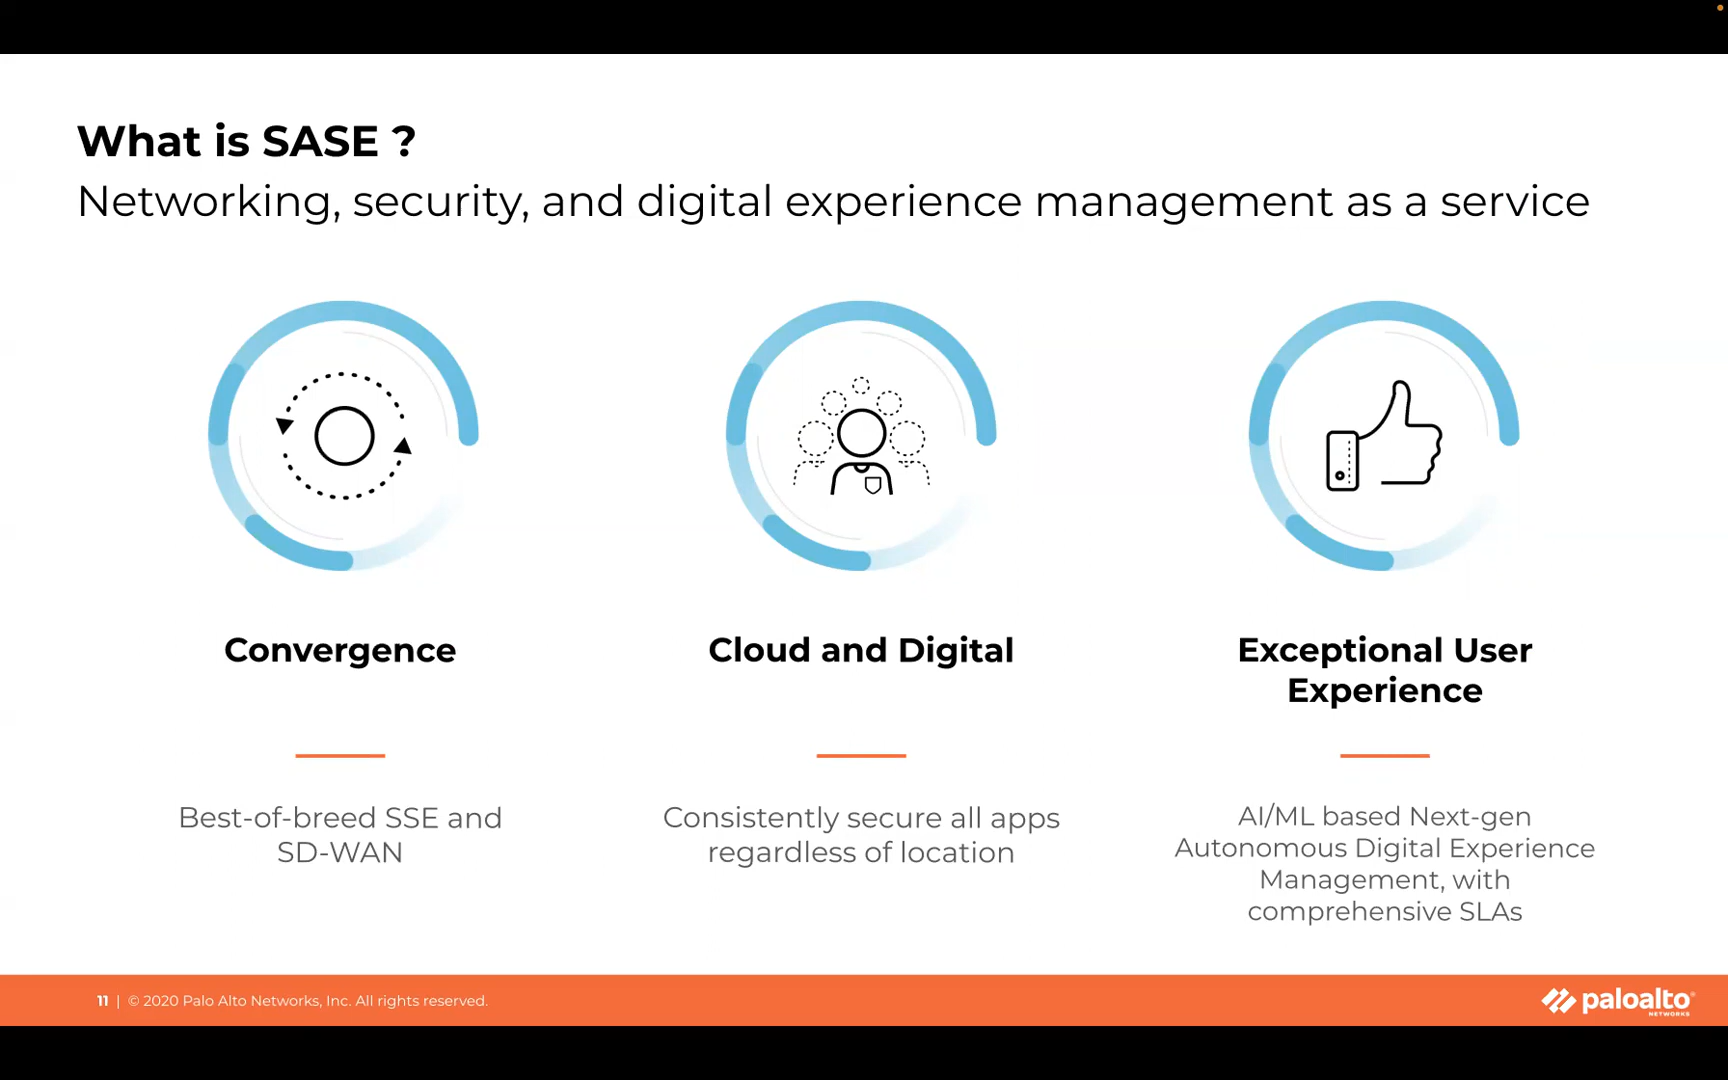 What is SASE ?
Networking, security, and digital experience management as a service
Convergence
Best-of-breed SSE and
SD-WAN
Cloud and Digital
Consistently secure all apps
regardless of location
Exceptional User
Experience
AI/ML based Next-gen
Autonomous Digital Experience
Management, with
comprehensive SLAs
11 | © 2020 Palo Alto Networks, Inc. All rights reserved.
paloalto®
NETWORKS